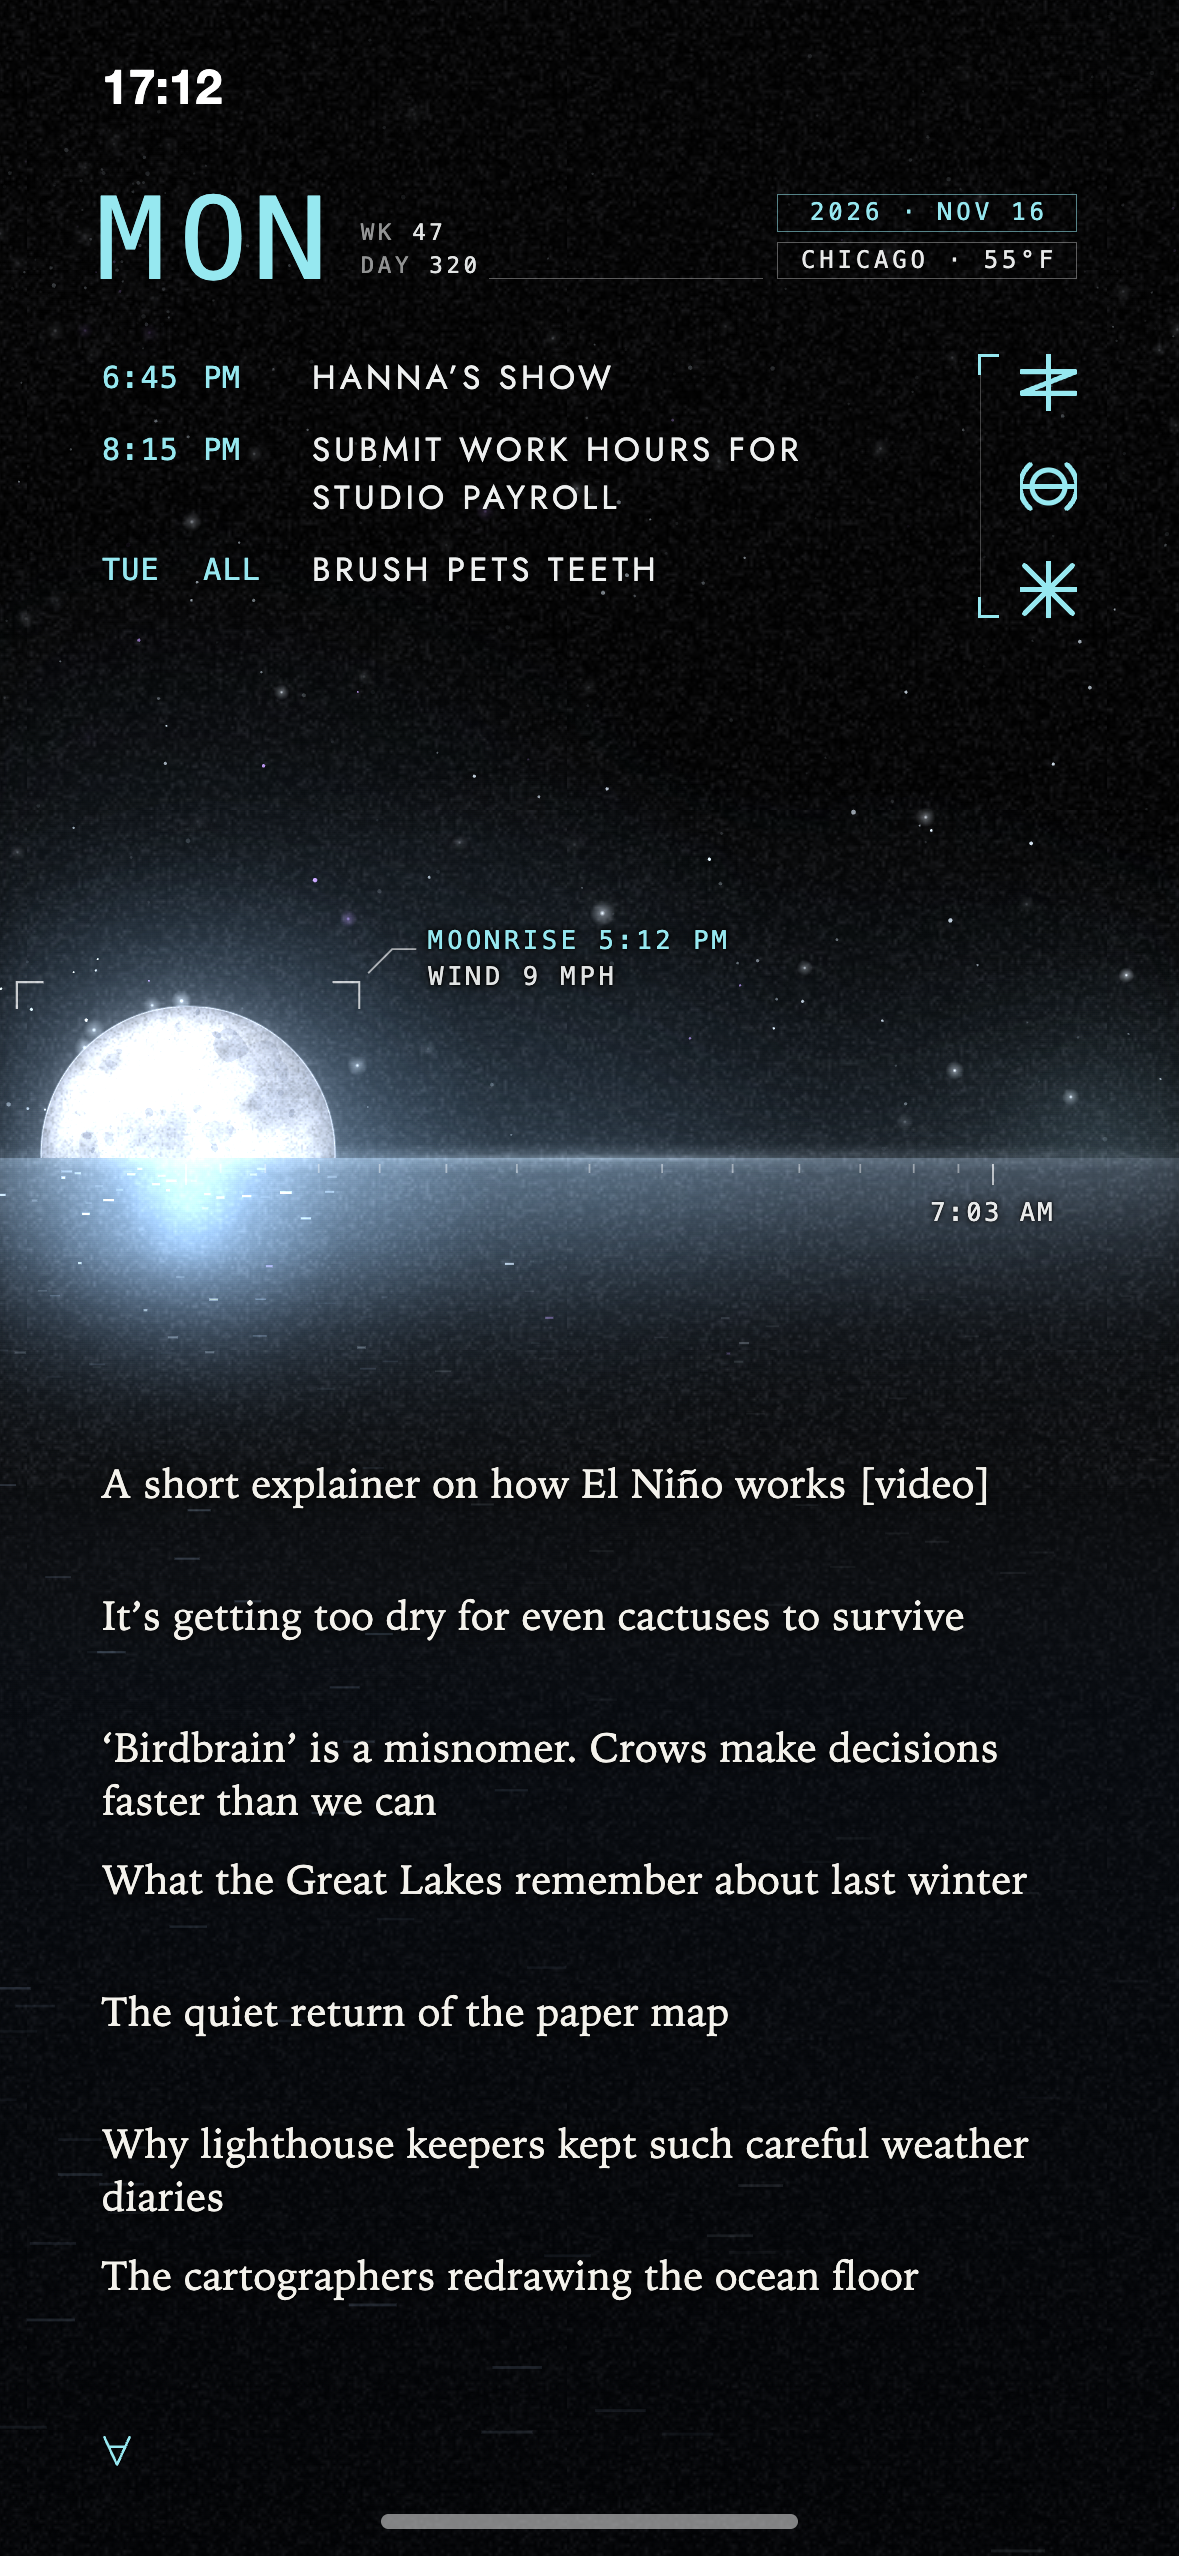 17:12
MON
WK 47
DAY 320
2026 · NOV 16
CHICAGO · 55°F
6:45 PM HANNA’S SHOW
8:15 PM SUBMIT WORK HOURS FOR
STUDIO PAYROLL
TUE ALL BRUSH PETS TEETH
MOONRISE 5:12 PM
WIND 9 MPH
7:03 AM
A short explainer on how El Niño works [video]
It’s getting too dry for even cactuses to survive
‘Birdbrain’ is a misnomer. Crows make decisions
faster than we can
What the Great Lakes remember about last winter
The quiet return of the paper map
Why lighthouse keepers kept such careful weather
diaries
The cartographers redrawing the ocean floor